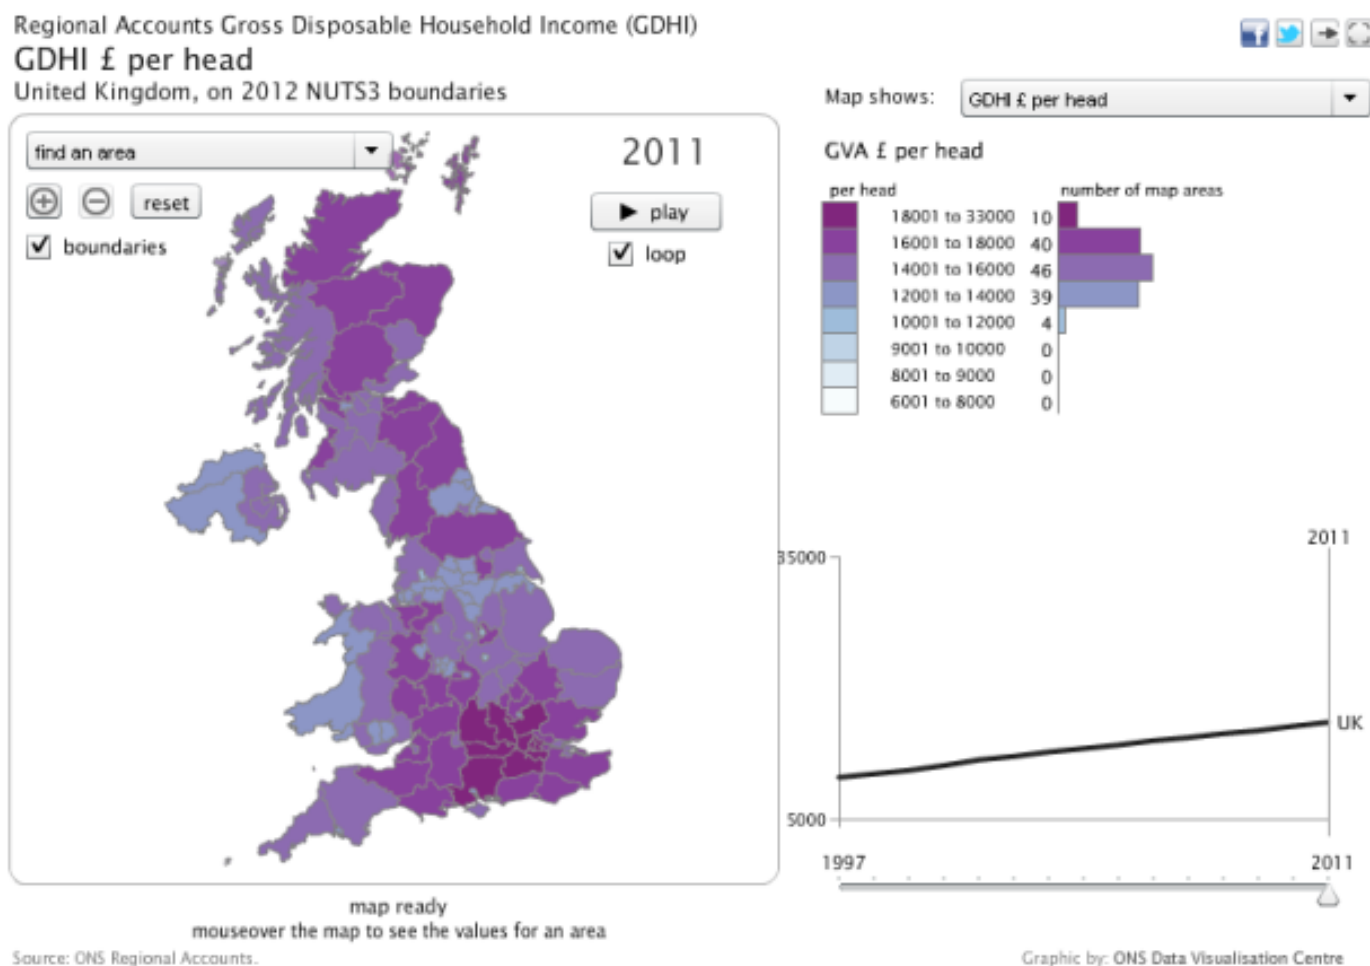 Regional Accounts Gross Disposable Household Income (GDHI)
GDHI £ per head
United Kingdom, on 2012 NUTS3 boundaries
Map shows:
GDHI £ per head
find an area
2011
reset
play
boundaries
loop
GVA £ per head
per head
number of map areas
18001 to 33000 10
16001 to 18000 40
14001 to 16000 46
12001 to 14000 39
10001 to 12000 4
9001 to 10000 0
8001 to 9000 0
6001 to 8000 0
2011
35000
UK
5000
1997
2011
map ready
mouseover the map to see the values for an area
Source: ONS Regional Accounts.
Graphic by: ONS Data Visualisation Centre